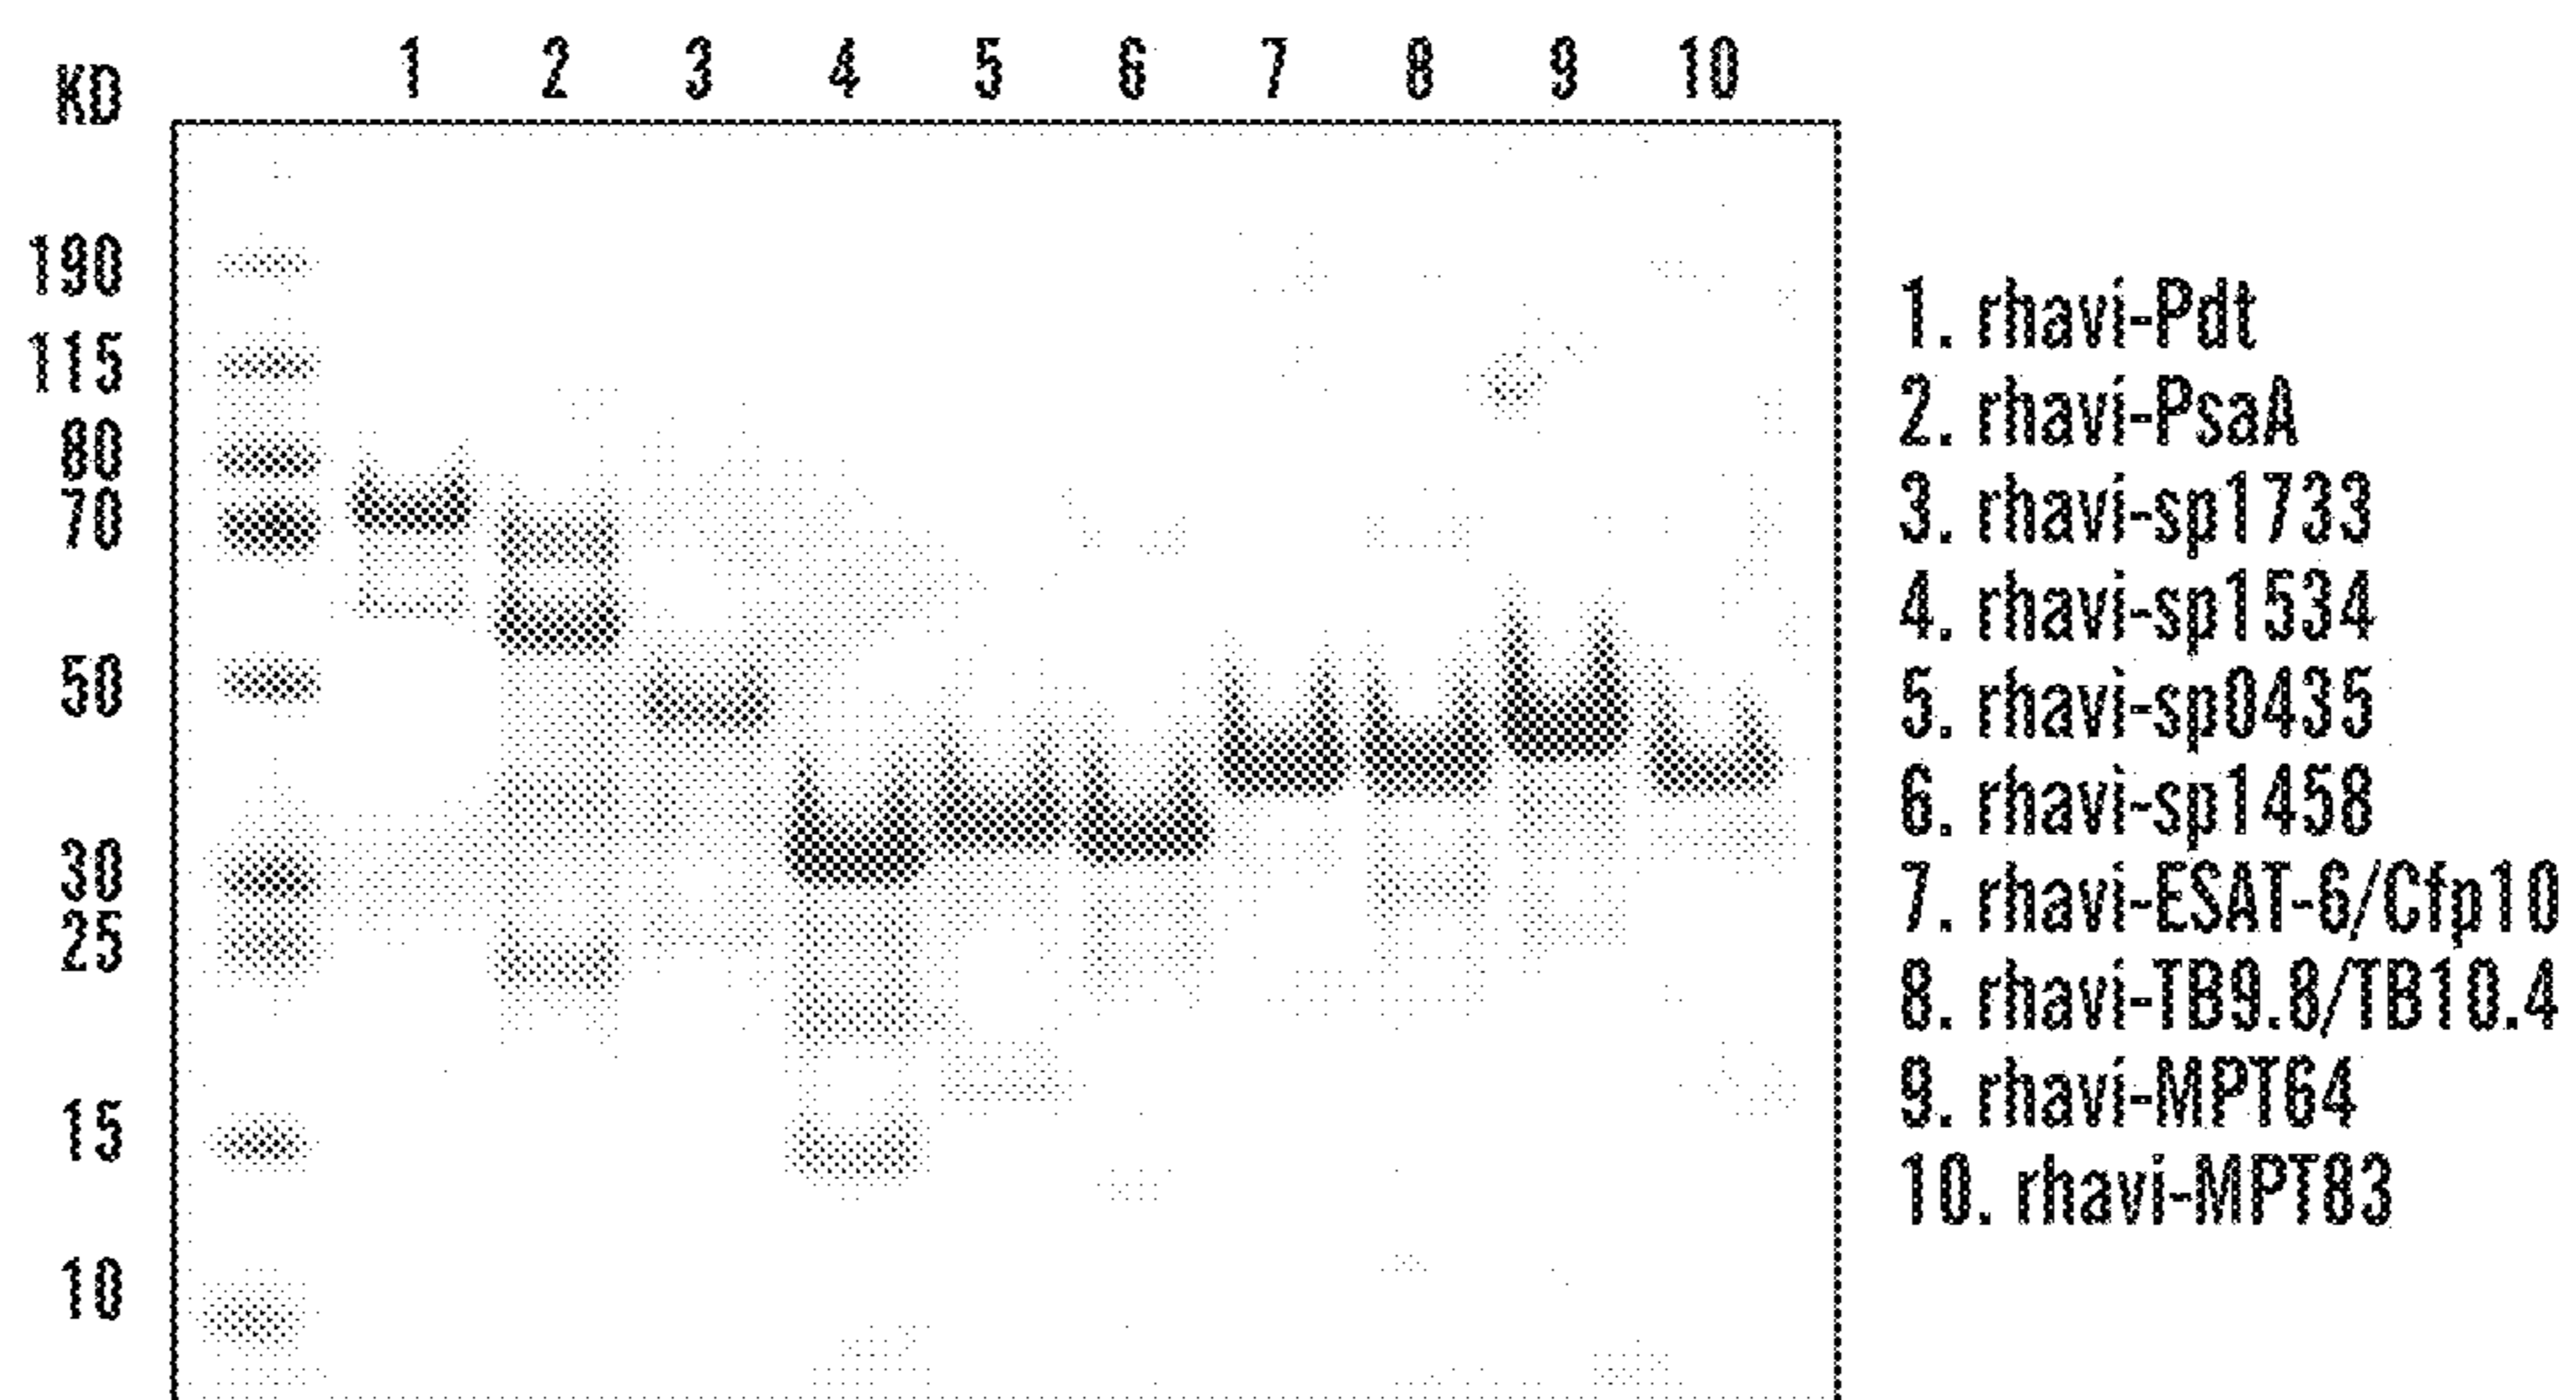 KD 1 2 3 4 5 6 7 8 9 10
190
115
80
70
50
30
25
15
10
1. rhavi-Pdt
2. rhavi-PsaA
3. rhavi-sp1733
4. rhavi-sp1534
5. rhavi-sp0435
6. rhavi-sp1458
7. rhavi-ESAT-6/Cfp10
8. rhavi-TB9.8/TB10.4
9. rhavi-MPT64
10. rhavi-MPT83